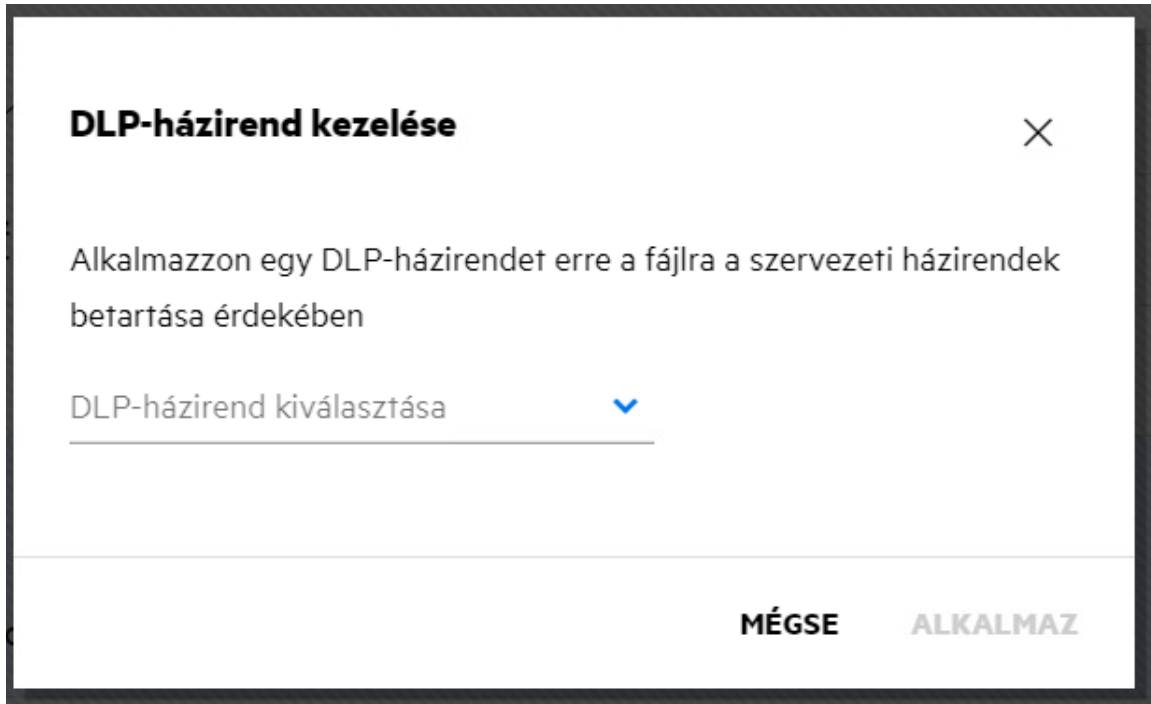 DLP-házirend kezelése
Alkalmazzon egy DLP-házirendet erre a fájlra a szervezeti házirendek
betartása érdekében
DLP-házirend kiválasztása
MÉGSE ALKALMAZ